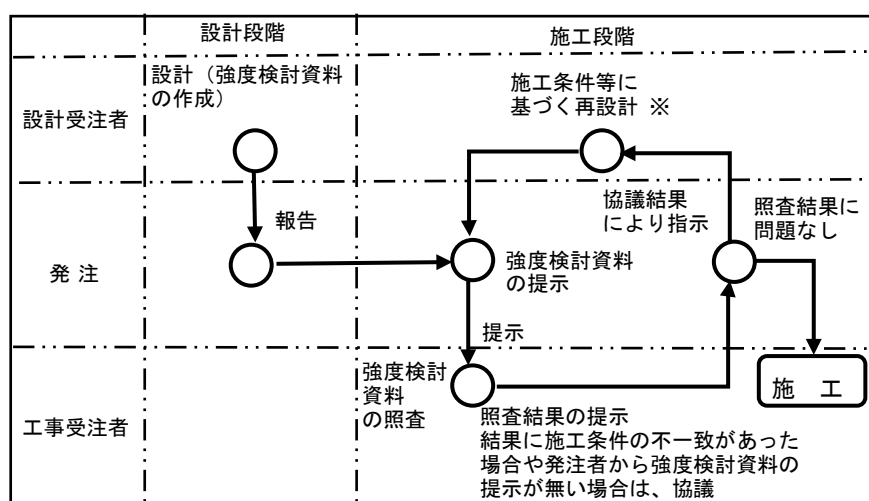 設計段階
施工段階
設計受注者
設計（強度検討資料
の作成）
施工条件等に
基づく再設計 ※
報告
協議結果
により指示
照査結果に
問題なし
発 注
強度検討資料
の提示
提示
施 工
工事受注者
強度検討
資料
の照査
照査結果の提示
結果に施工条件の不一致があった
場合や発注者から強度検討資料の
提示が無い場合は、協議